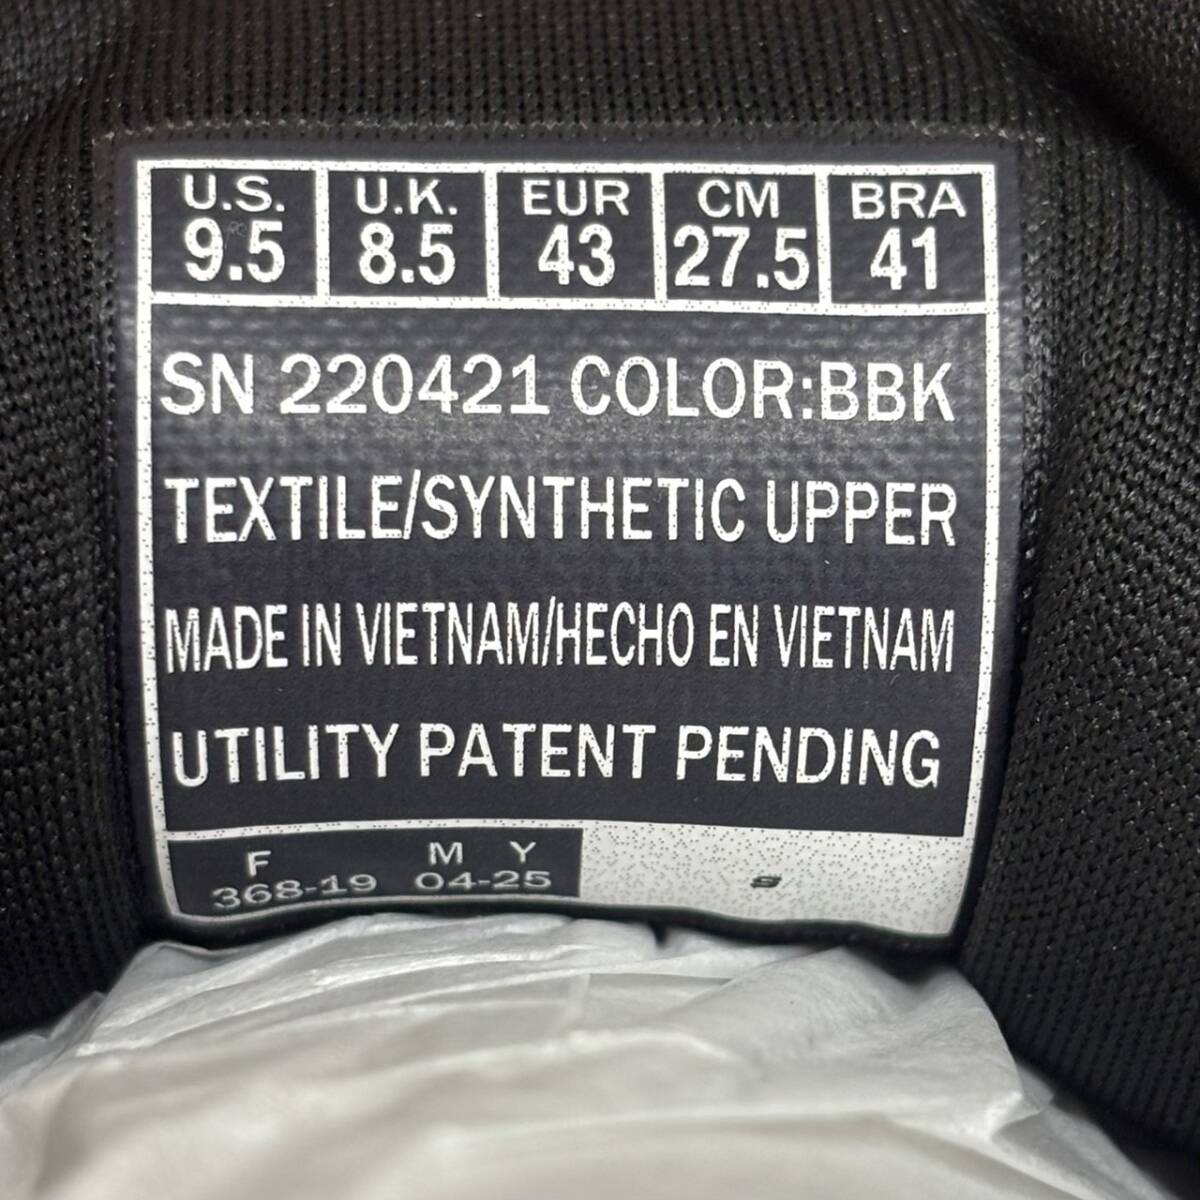 U.S. U.K. EUR CM BRA
9.5 8.5 43 27.5 41
SN 220421 COLOR:BBK
TEXTILE/SYNTHETIC UPPER
MADE IN VIETNAM/HECHO EN VIETNAM
UTILITY PATENT PENDING
F M Y
368-19 04-25